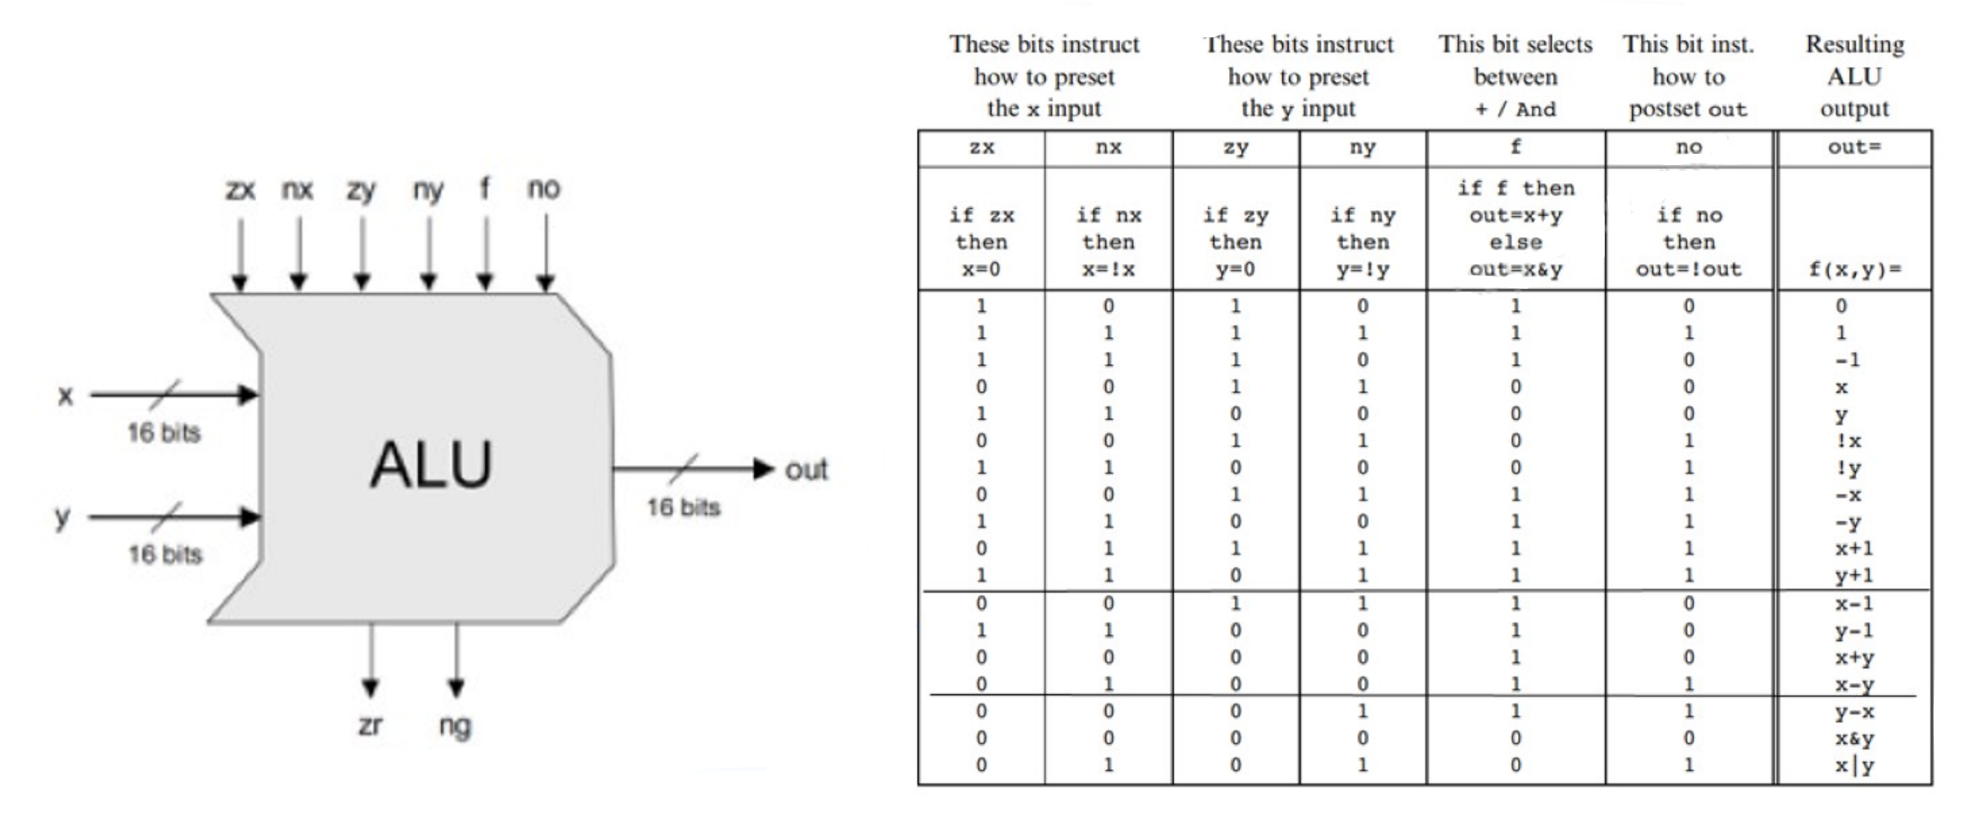 zx nx zy ny f no
x
16 bits
ALU
out
16 bits
y
16 bits
zr ng
These bits instruct
how to preset
the x input
These bits instruct
how to preset
the y input
This bit selects
between
+ / And
This bit inst.
how to
postset out
Resulting
ALU
output
zx nx zy ny f no out=
if zx
then
x=0
if nx
then
x=!x
if zy
then
y=0
if ny
then
y=!y
if f then
out=x+y
else
out=x&y
if no
then
out=!out
f(x,y)=
1 0 1 0 1 0 0
1 1 1 1 1 1 1
1 1 1 0 1 0 -1
0 0 1 1 0 0 x
1 1 0 0 0 0 y
0 0 1 1 0 1 !x
1 1 0 0 0 1 !y
0 0 1 1 1 1 -x
1 1 0 0 1 1 -y
0 1 1 1 1 1 x+1
1 1 0 1 1 1 y+1
0 0 1 1 1 0 x-1
1 1 0 0 1 0 y-1
0 0 0 0 1 0 x+y
0 1 0 0 1 1 x-y
0 0 0 1 1 1 y-x
0 0 0 0 0 0 x&y
0 1 0 1 0 1 x|y